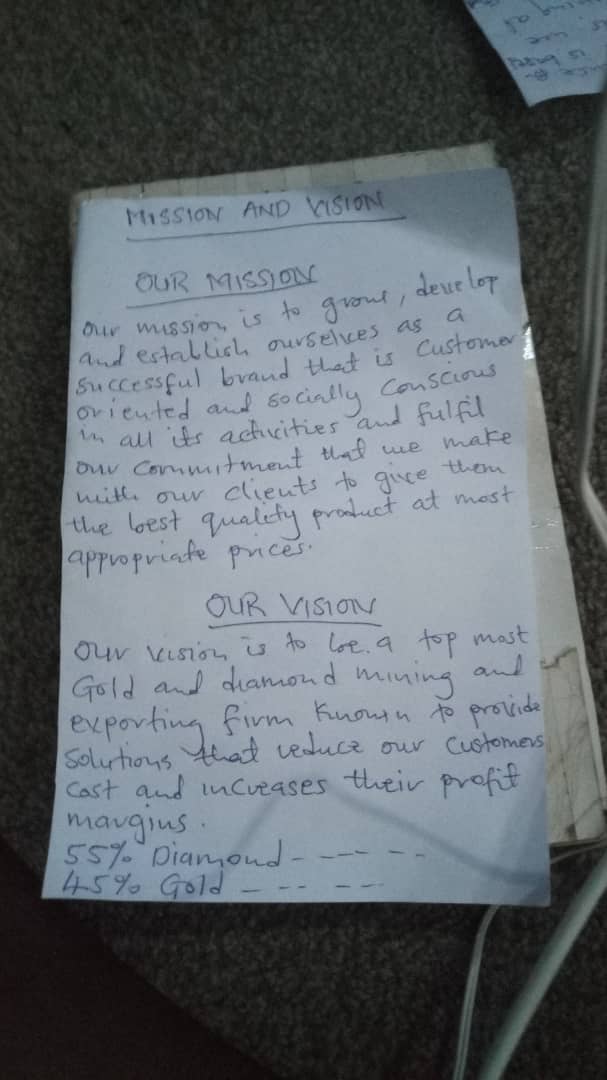 MISSION AND VISION
OUR MISSION
Our mission is to grow, develop
and establish ourselves as a
successful brand that is customer
oriented and socially conscious
in all its activities and fulfil
our commitment that we make
with our clients to give them
the best quality product at most
appropriate prices.
OUR VISION
Our vision is to be a top most
Gold and diamond mining and
exporting firm known to provide
solutions that reduce our customers
cost and increases their profit
margins.
55% Diamond - - - - - -
45% Gold - - - - - -
is